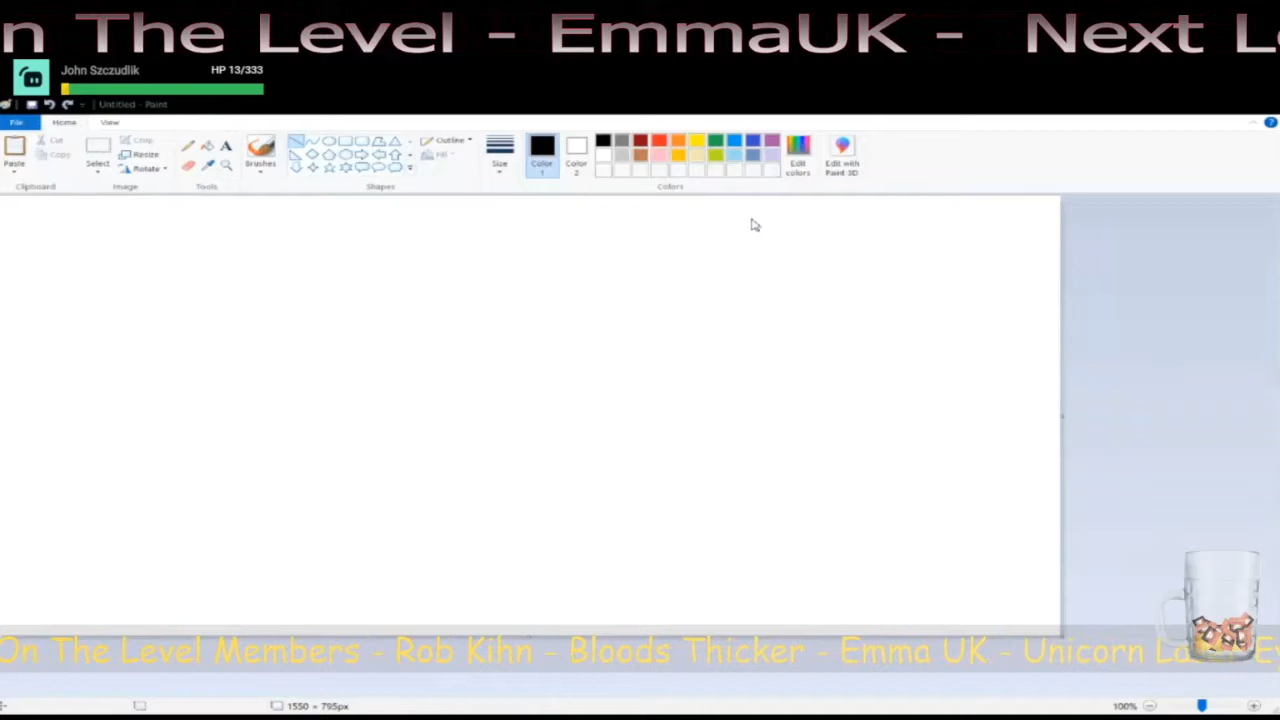 n The Level - EmmaUK - Next L
John Szczudlik HP 13/333
Untitled - Paint
File Home View
Paste
Cut
Copy
Clipboard
Select
Crop
Resize
Rotate
Image
Tools
Brushes
Shapes
Outline
Fill
Size
Color 1
Color 2
Colors
Edit colors
Edit with Paint 3D
On The Level Members - Rob Kihn - Bloods Thicker - Emma UK - Unicorn
1550 × 795px
100%